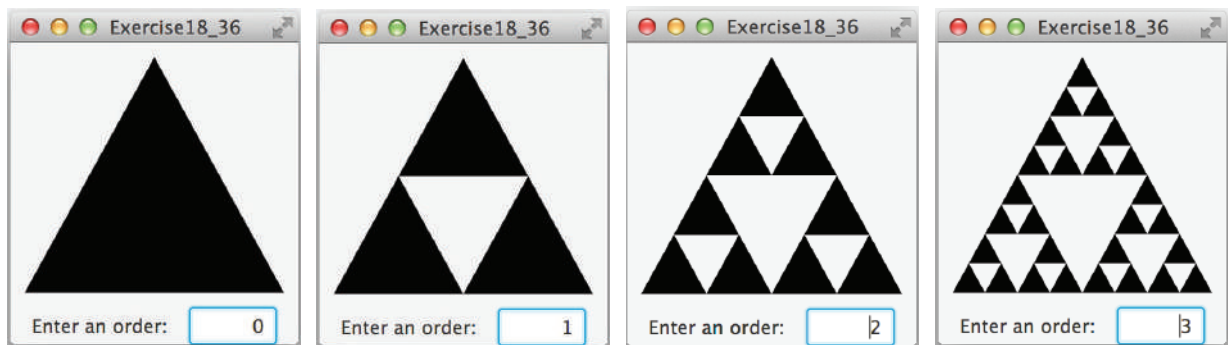 Exercise18_36
Exercise18_36
Exercise18_36
Exercise18_36
Enter an order: 0
Enter an order: 1
Enter an order: 2
Enter an order: 3